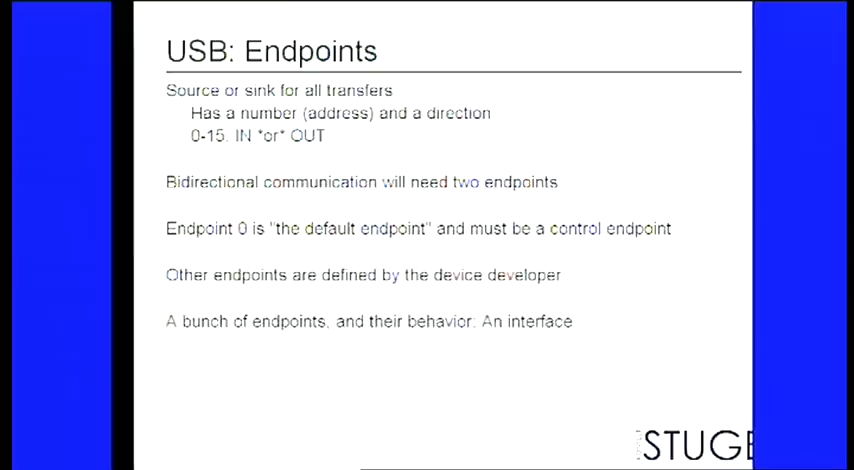 USB: Endpoints
Source or sink for all transfers
Has a number (address) and a direction
0-15. IN *or* OUT
Bidirectional communication will need two endpoints
Endpoint 0 is "the default endpoint" and must be a control endpoint
Other endpoints are defined by the device developer
A bunch of endpoints, and their behavior: An interface
STUGE